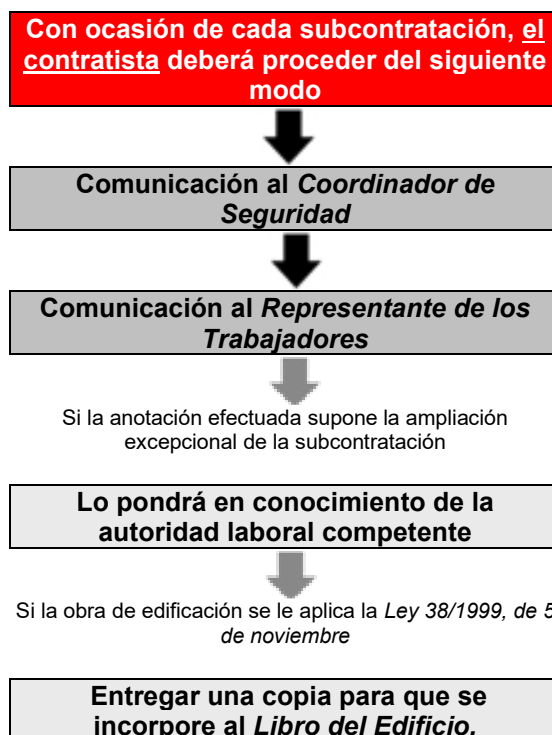 Con ocasión de cada subcontratación, el
contratista deberá proceder del siguiente
modo
Comunicación al Coordinador de
Seguridad
Comunicación al Representante de los
Trabajadores
Si la anotación efectuada supone la ampliación
excepcional de la subcontratación
Lo pondrá en conocimiento de la
autoridad laboral competente
Si la obra de edificación se le aplica la Ley 38/1999, de 5
de noviembre
Entregar una copia para que se
incorpore al Libro del Edificio.